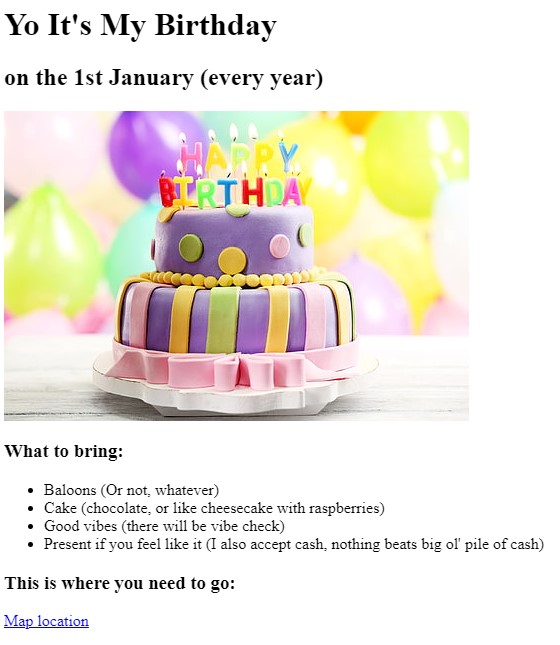 Yo It's My Birthday
on the 1st January (every year)
HAPPY
BIRTHDAY
What to bring:
Baloons (Or not, whatever)
Cake (chocolate, or like cheesecake with raspberries)
Good vibes (there will be vibe check)
Present if you feel like it (I also accept cash, nothing beats big ol' pile of cash)
This is where you need to go:
Map location